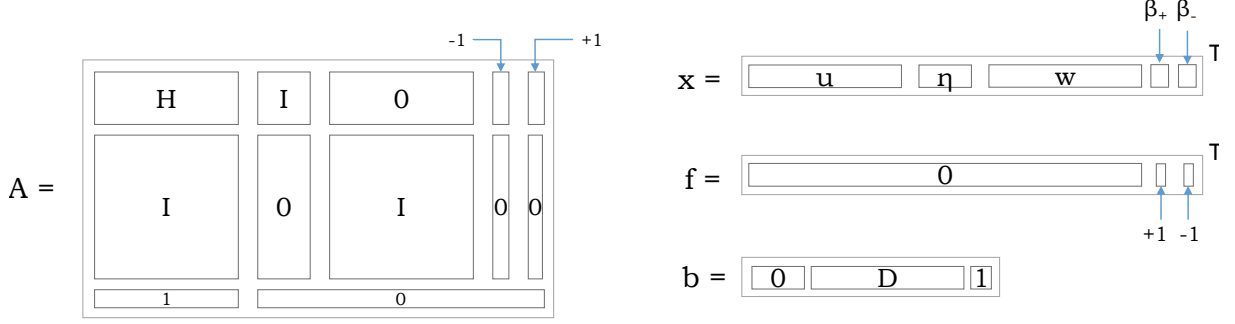 -1 +1
H I 0
A =
I 0 I 0 0
1 0
β+ β-
x = u η w T
f = 0 T
+1 -1
b = 0 D 1